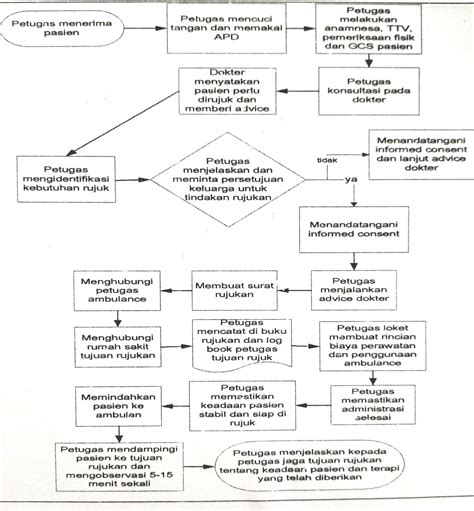 Petugas menerima
pasien
Petugas mencuci
tangan dan memakai
APD
Petugas
melakukan
anamnesa, TTV,
pemeriksaan fisik
dan GCS pasien
Dokter
menyatakan
pasien perlu
dirujuk dan
memberi advice
Petugas
konsultasi pada
dokter
Petugas
mengidentifikasi
kebutuhan rujuk
Petugas
menjelaskan dan
meminta persetujuan
keluarga untuk
tindakan rujukan
tidak
ya
Menandatangani
informed consent
dan lanjut advice
dokter
Menandatangani
informed consent
Menghubungi
petugas
ambulance
Membuat surat
rujukan
Petugas
menjalankan
advice dokter
Menghubungi
rumah sakit
tujuan rujukan
Petugas
mencatat di buku
rujukan dan log
book petugas
tujuan rujuk
Petugas loket
membuat rincian
biaya perawatan
dan penggunaan
ambulance
Memindahkan
pasien ke
ambulan
Petugas
memastikan
keadaan pasien
stabil dan siap di
rujuk
Petugas
memastikan
administrasi
selesai
Petugas mendampingi
pasien ke tujuan
rujukan dan
mengobservasi 5-15
menit sekali
Petugas menjelaskan kepada
petugas jaga tujuan rujukan
tentang keadaan pasien dan terapi
yang telah diberikan